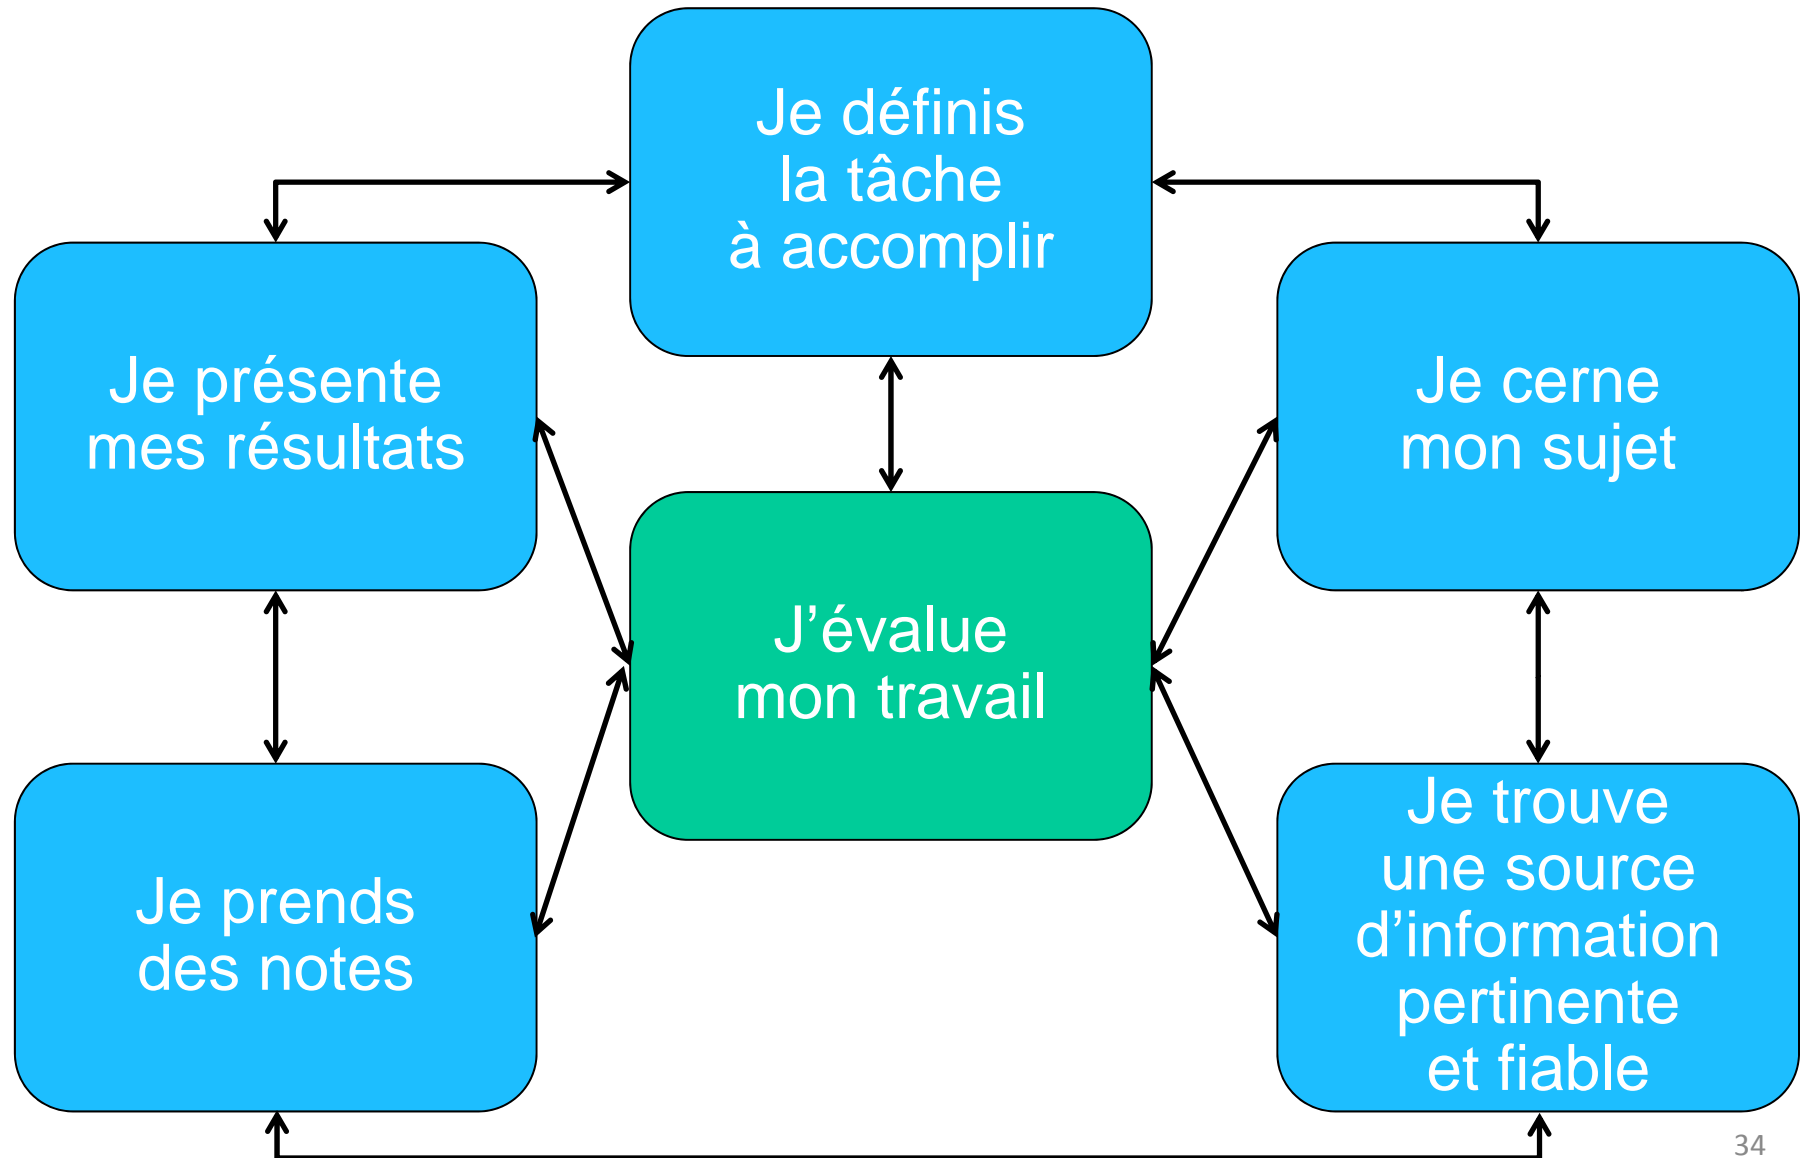 Je définis
la tâche
à accomplir
Je présente
mes résultats
Je cerne
mon sujet
J’évalue
mon travail
Je prends
des notes
Je trouve
une source
d’information
pertinente
et fiable
34